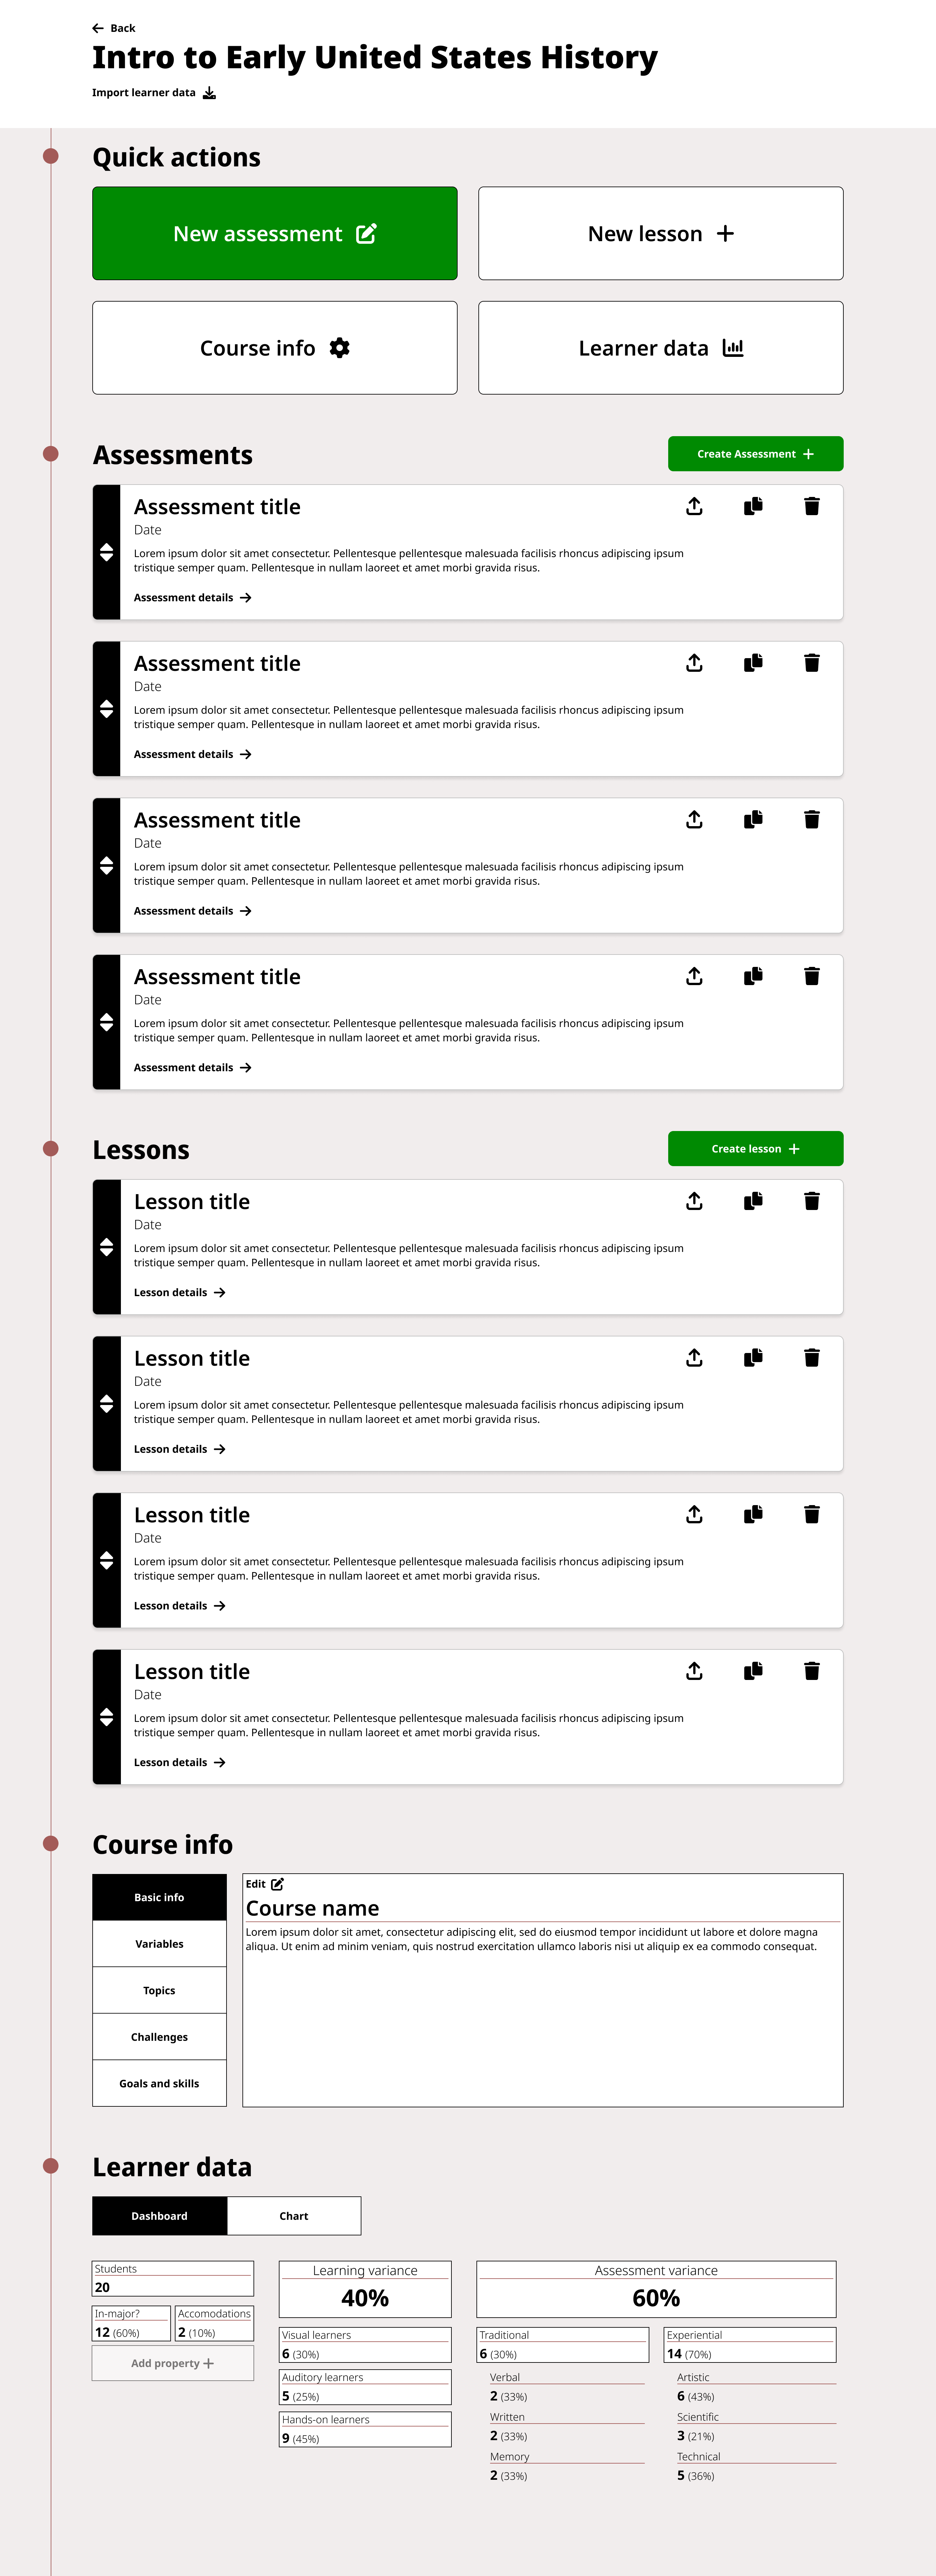 Back
Intro to Early United States History
Import learner data
Quick actions
New assessment
New lesson
Course info
Learner data
Assessments
Create Assessment
Assessment title
Date
Lorem ipsum dolor sit amet consectetur. Pellentesque pellentesque malesuada facilisis rhoncus adipiscing ipsum
tristique semper quam. Pellentesque in nullam laoreet et amet morbi gravida risus.
Assessment details
Assessment title
Date
Lorem ipsum dolor sit amet consectetur. Pellentesque pellentesque malesuada facilisis rhoncus adipiscing ipsum
tristique semper quam. Pellentesque in nullam laoreet et amet morbi gravida risus.
Assessment details
Assessment title
Date
Lorem ipsum dolor sit amet consectetur. Pellentesque pellentesque malesuada facilisis rhoncus adipiscing ipsum
tristique semper quam. Pellentesque in nullam laoreet et amet morbi gravida risus.
Assessment details
Assessment title
Date
Lorem ipsum dolor sit amet consectetur. Pellentesque pellentesque malesuada facilisis rhoncus adipiscing ipsum
tristique semper quam. Pellentesque in nullam laoreet et amet morbi gravida risus.
Assessment details
Lessons
Create lesson
Lesson title
Date
Lorem ipsum dolor sit amet consectetur. Pellentesque pellentesque malesuada facilisis rhoncus adipiscing ipsum
tristique semper quam. Pellentesque in nullam laoreet et amet morbi gravida risus.
Lesson details
Lesson title
Date
Lorem ipsum dolor sit amet consectetur. Pellentesque pellentesque malesuada facilisis rhoncus adipiscing ipsum
tristique semper quam. Pellentesque in nullam laoreet et amet morbi gravida risus.
Lesson details
Lesson title
Date
Lorem ipsum dolor sit amet consectetur. Pellentesque pellentesque malesuada facilisis rhoncus adipiscing ipsum
tristique semper quam. Pellentesque in nullam laoreet et amet morbi gravida risus.
Lesson details
Lesson title
Date
Lorem ipsum dolor sit amet consectetur. Pellentesque pellentesque malesuada facilisis rhoncus adipiscing ipsum
tristique semper quam. Pellentesque in nullam laoreet et amet morbi gravida risus.
Lesson details
Course info
Basic info
Variables
Topics
Challenges
Goals and skills
Edit
Course name
Lorem ipsum dolor sit amet, consectetur adipiscing elit, sed do eiusmod tempor incididunt ut labore et dolore magna
aliqua. Ut enim ad minim veniam, quis nostrud exercitation ullamco laboris nisi ut aliquip ex ea commodo consequat.
Learner data
Dashboard
Chart
Students
20
In-major?
12 (60%)
Accomodations
2 (10%)
Add property
Learning variance
40%
Visual learners
6 (30%)
Auditory learners
5 (25%)
Hands-on learners
9 (45%)
Assessment variance
60%
Traditional
6 (30%)
Verbal
2 (33%)
Written
2 (33%)
Memory
2 (33%)
Experiential
14 (70%)
Artistic
6 (43%)
Scientific
3 (21%)
Technical
5 (36%)